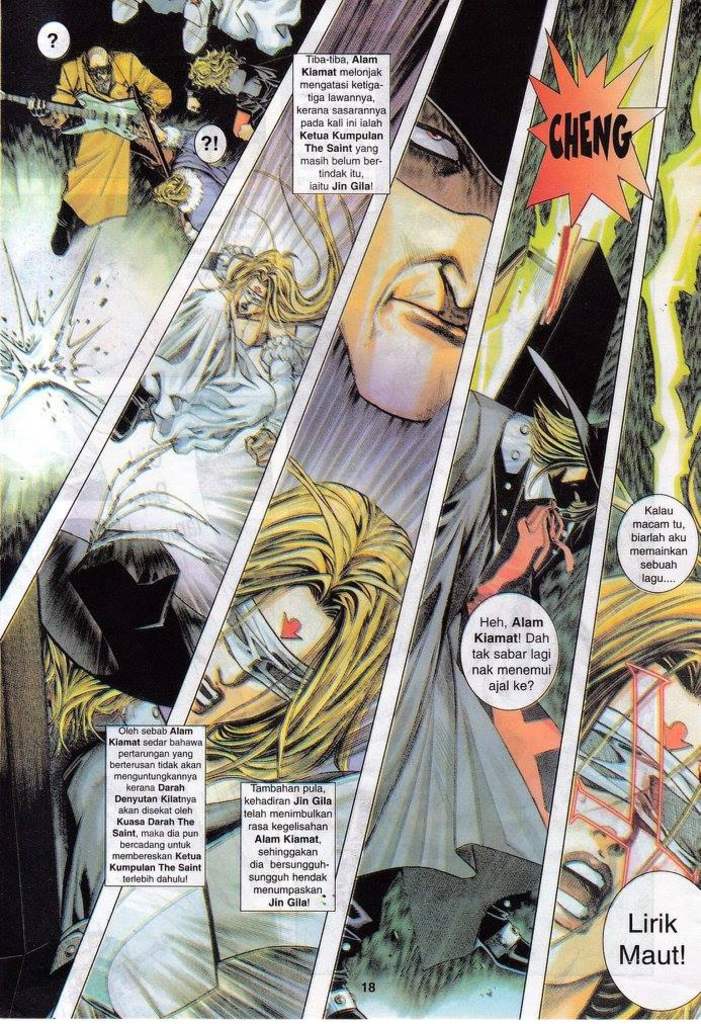 ?
?!
Tiba-tiba, Alam
Kiamat melonjak
mengatasi ketiga-
tiga lawannya,
kerana sasarannya
pada kali ini ialah
Ketua Kumpulan
The Saint yang
masih belum ber-
tindak itu,
iaitu Jin Gila!
CHENG
Oleh sebab Alam
Kiamat sedar bahawa
pertarungan yang
berterusan tidak akan
menguntungkannya
kerana Darah
Denyutan Kilatnya
akan disekat oleh
Kuasa Darah The
Saint, maka dia pun
bercadang untuk
membereskan Ketua
Kumpulan The Saint
terlebih dahulu!
Tambahan pula,
kehadiran Jin Gila
telah menimbulkan
rasa kegelisahan
Alam Kiamat,
sehinggakan
dia bersungguh-
sungguh hendak
menumpaskan
Jin Gila!
Heh, Alam
Kiamat! Dah
tak sabar lagi
nak menemui
ajal ke?
Kalau
macam tu,
biarlah aku
memainkan
sebuah
lagu....
Lirik
Maut!
18